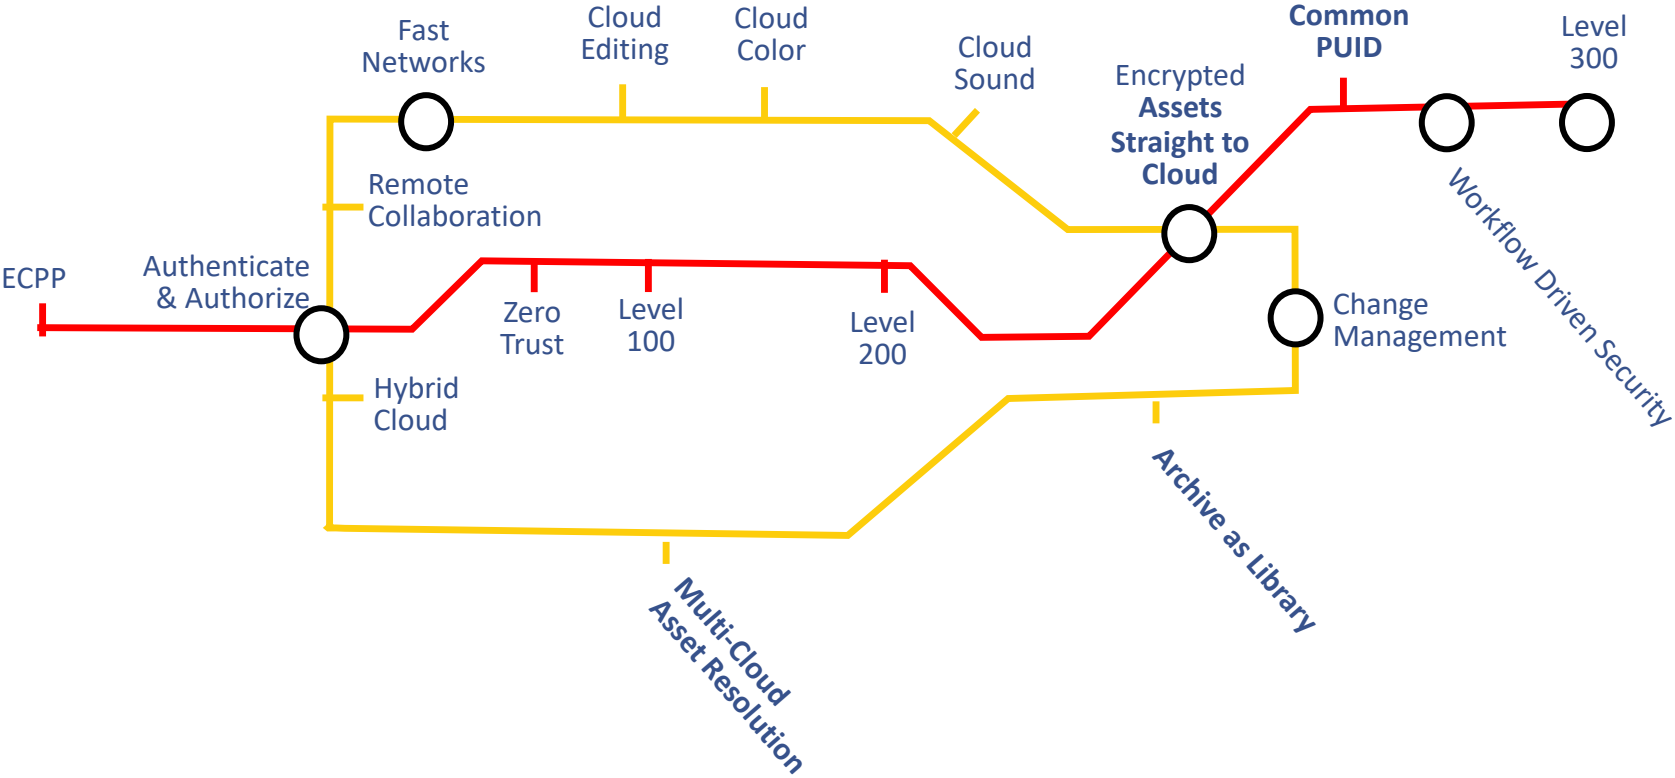 Fast
Networks
Cloud
Editing
Cloud
Color
Cloud
Sound
Encrypted
Assets
Straight to
Cloud
Common
PUID
Level
300
Remote
Collaboration
ECPP
Authenticate
& Authorize
Zero
Trust
Level
100
Level
200
Change
Management
Workflow Driven Security
Hybrid
Cloud
Archive as Library
Multi-Cloud
Asset Resolution